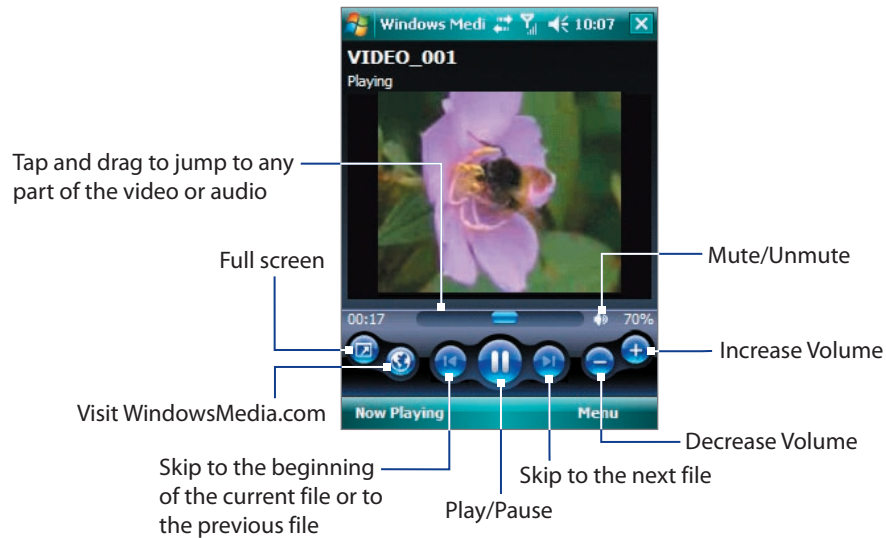 Windows Medi 10:07
VIDEO_001
Playing
Tap and drag to jump to any
part of the video or audio
Full screen
Mute/Unmute
00:17
70%
Increase Volume
Visit WindowsMedia.com
Now Playing
Menu
Decrease Volume
Skip to the beginning
of the current file or to
the previous file
Skip to the next file
Play/Pause